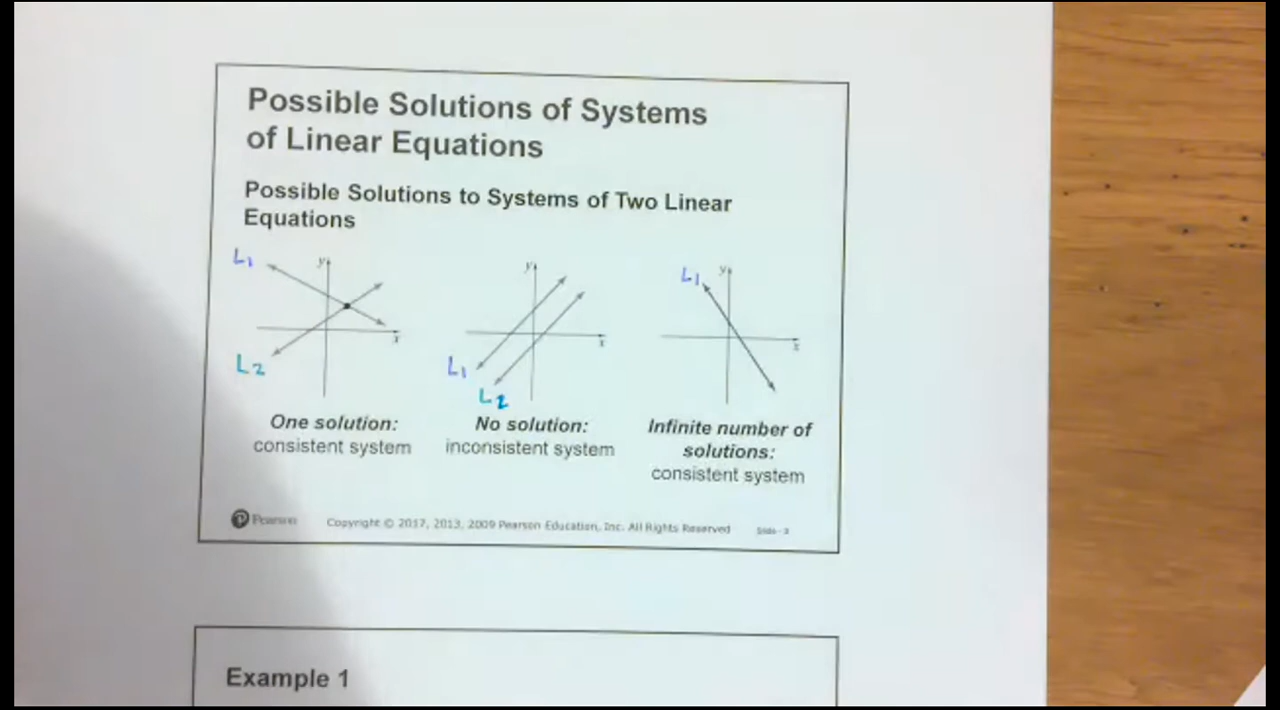 Possible Solutions of Systems
of Linear Equations
Possible Solutions to Systems of Two Linear
Equations
L1
y
x
L2
One solution:
consistent system
y
x
L1
L2
No solution:
inconsistent system
L1
y
x
Infinite number of
solutions:
consistent system
Pearson
Copyright © 2017, 2013, 2009 Pearson Education, Inc. All Rights Reserved
Example 1